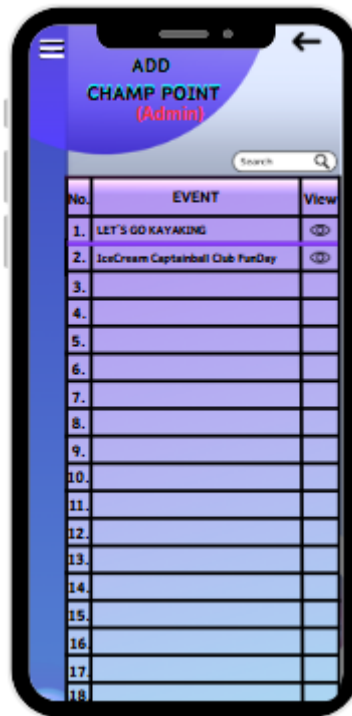 ADD
CHAMP POINT
(Admin)
Search
No. EVENT View
1. LET'S GO KAYAKING
2. IceCream Captainball Club FunDay
3.
4.
5.
6.
7.
8.
9.
10.
11.
12.
13.
14.
15.
16.
17.
18.